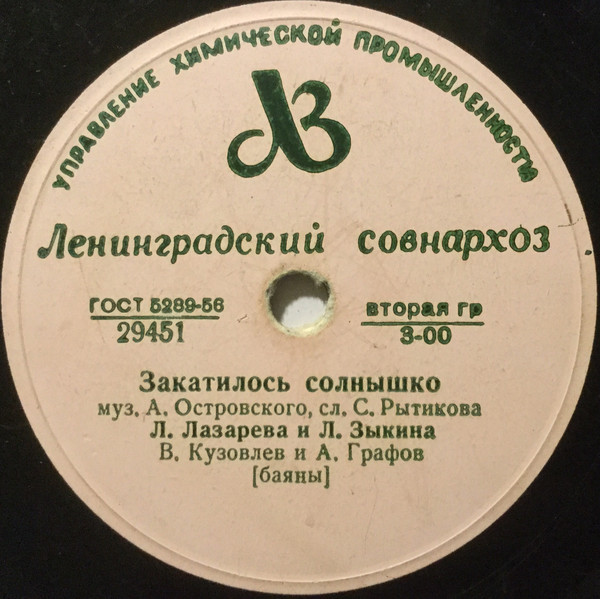 УПРАВЛЕНИЕ ХИМИЧЕСКОЙ ПРОМЫШЛЕННОСТИ
ЛЗ
Ленинградский совнархоз
ГОСТ 5289-56
29451
вторая гр
3-00
Закатилось солнышко
муз. А. Островского, сл. С. Рытикова
Л. Лазарева и Л. Зыкина
В. Кузовлев и А. Графов
[баяны]